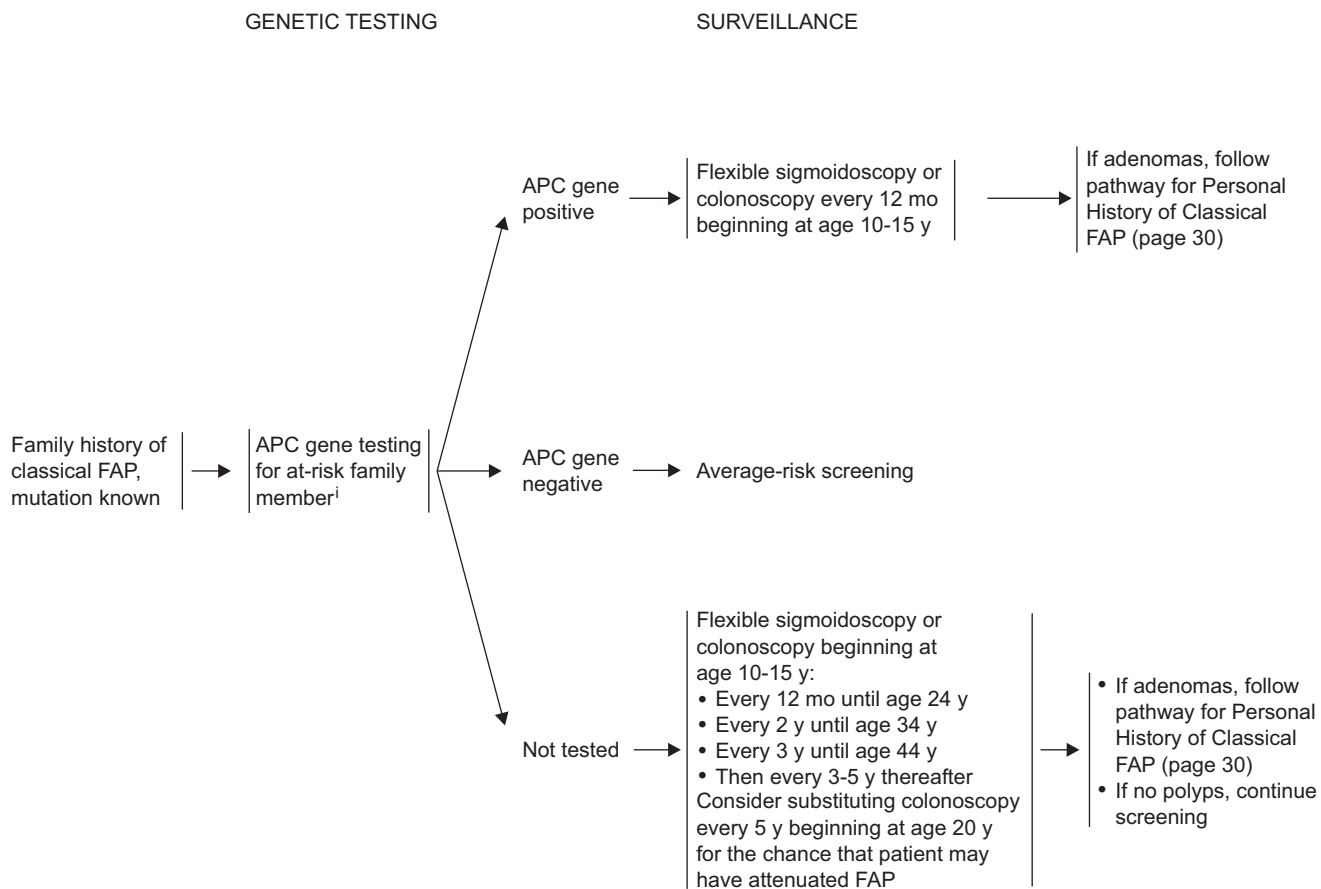 GENETIC TESTING
SURVEILLANCE
APC gene
positive
Flexible sigmoidoscopy or
colonoscopy every 12 mo
beginning at age 10-15 y
If adenomas, follow
pathway for Personal
History of Classical
FAP (page 30)
Family history of
classical FAP,
mutation known
APC gene testing
for at-risk family
memberⁱ
APC gene
negative
Average-risk screening
Not tested
Flexible sigmoidoscopy or
colonoscopy beginning at
age 10-15 y:
• Every 12 mo until age 24 y
• Every 2 y until age 34 y
• Every 3 y until age 44 y
• Then every 3-5 y thereafter
Consider substituting colonoscopy
every 5 y beginning at age 20 y
for the chance that patient may
have attenuated FAP
• If adenomas, follow
pathway for Personal
History of Classical
FAP (page 30)
• If no polyps, continue
screening